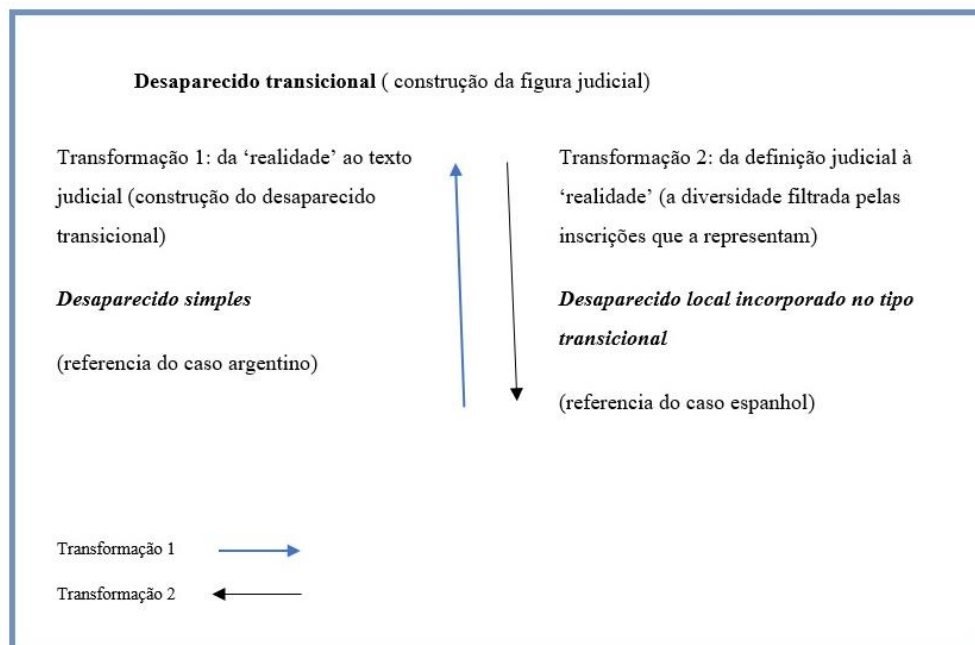 Desaparecido transicional ( construção da figura judicial)
Transformação 1: da ‘realidade’ ao texto
judicial (construção do desaparecido
transicional)
Desaparecido simples
(referencia do caso argentino)
Transformação 2: da definição judicial à
‘realidade’ (a diversidade filtrada pelas
inscrições que a representam)
Desaparecido local incorporado no tipo
transicional
(referencia do caso espanhol)
Transformação 1
Transformação 2